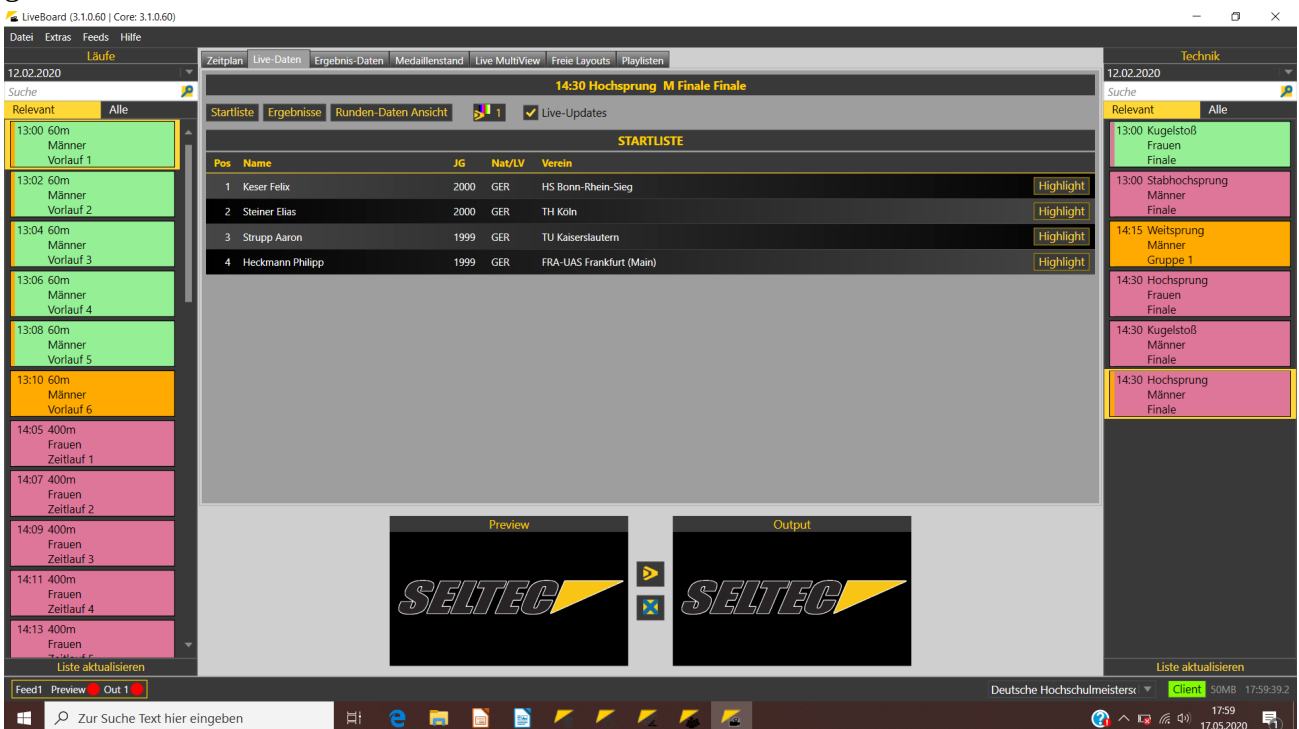 LiveBoard (3.1.0.60 | Core: 3.1.0.60)
Datei Extras Feeds Hilfe
Läufe
12.02.2020
Suche
Relevant Alle
13:00 60m
Männer
Vorlauf 1
13:02 60m
Männer
Vorlauf 2
13:04 60m
Männer
Vorlauf 3
13:06 60m
Männer
Vorlauf 4
13:08 60m
Männer
Vorlauf 5
13:10 60m
Männer
Vorlauf 6
14:05 400m
Frauen
Zeitlauf 1
14:07 400m
Frauen
Zeitlauf 2
14:09 400m
Frauen
Zeitlauf 3
14:11 400m
Frauen
Zeitlauf 4
14:13 400m
Frauen
Liste aktualisieren
Zeitplan Live-Daten Ergebnis-Daten Medaillenstand Live MultiView Freie Layouts Playlisten
14:30 Hochsprung M Finale Finale
Startliste Ergebnisse Runden-Daten Ansicht 1 Live-Updates
STARTLISTE
Pos Name JG Nat/LV Verein
1 Keser Felix 2000 GER HS Bonn-Rhein-Sieg Highlight
2 Steiner Elias 2000 GER TH Köln Highlight
3 Strupp Aaron 1999 GER TU Kaiserslautern Highlight
4 Heckmann Philipp 1999 GER FRA-UAS Frankfurt (Main) Highlight
Preview
SELTEC
Output
SELTEC
Technik
12.02.2020
Suche
Relevant Alle
13:00 Kugelstoß
Frauen
Finale
13:00 Stabhochsprung
Männer
Finale
14:15 Weitsprung
Männer
Gruppe 1
14:30 Hochsprung
Frauen
Finale
14:30 Kugelstoß
Männer
Finale
14:30 Hochsprung
Männer
Finale
Liste aktualisieren
Feed1 Preview Out 1
Deutsche Hochschulmeisters Client 50MB 17:59:39.2
Zur Suche Text hier eingeben
17:59
17.05.2020